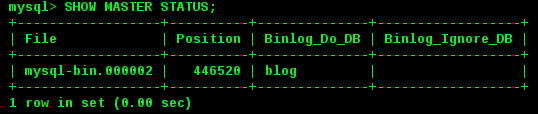 mysql> SHOW MASTER STATUS;
+------------------+----------+--------------+------------------+
| File             | Position | Binlog_Do_DB | Binlog_Ignore_DB |
+------------------+----------+--------------+------------------+
| mysql-bin.000002 |   446520 | blog         |                  |
+------------------+----------+--------------+------------------+
1 row in set (0.00 sec)